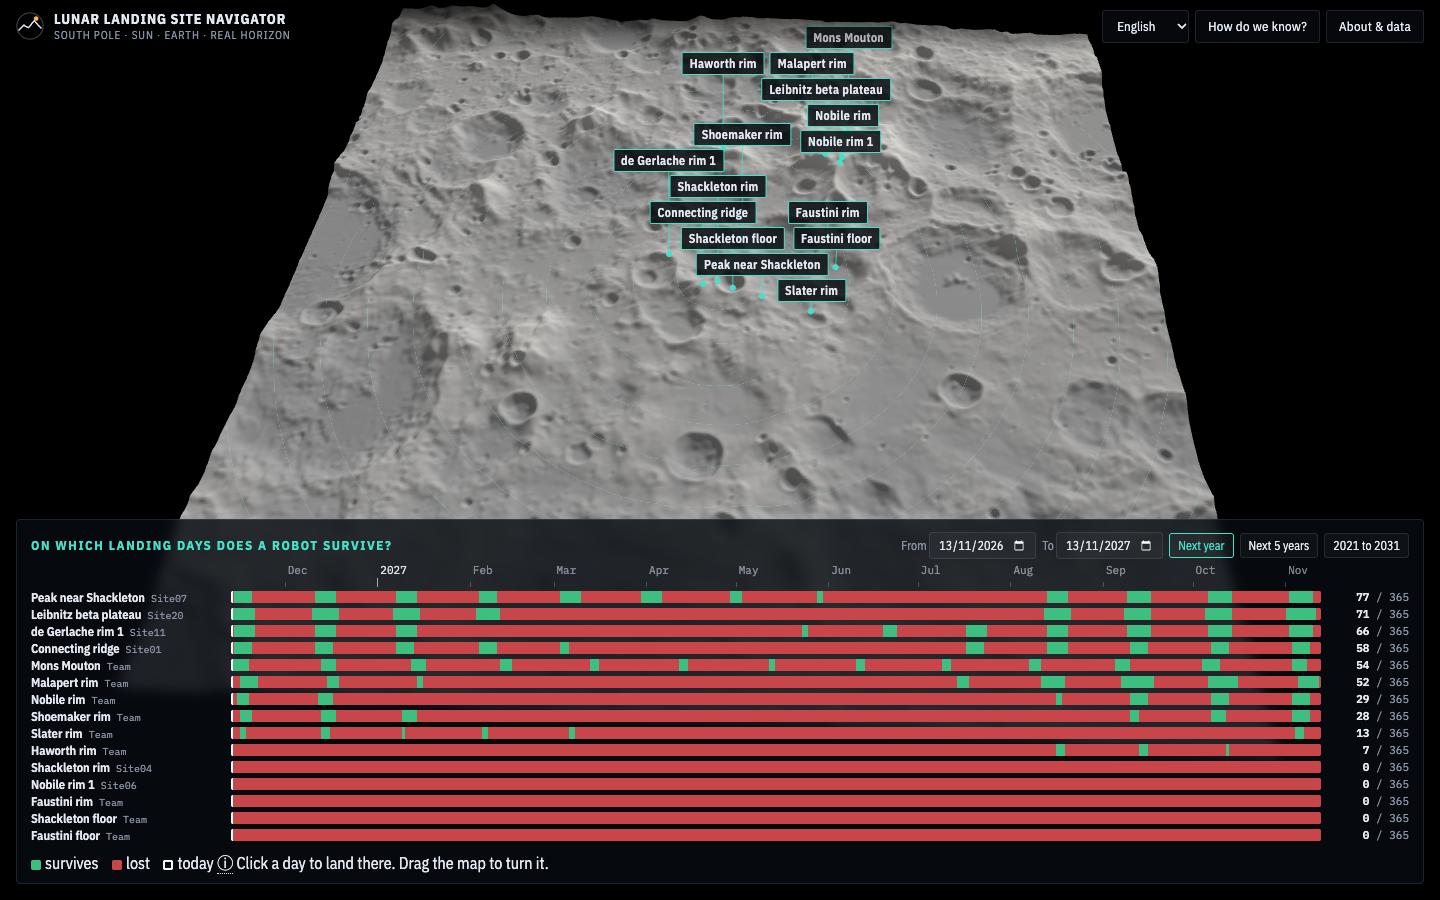 LUNAR LANDING SITE NAVIGATOR
SOUTH POLE · SUN · EARTH · REAL HORIZON
English
How do we know?
About & data
Mons Mouton
Haworth rim
Malapert rim
Leibnitz beta plateau
Nobile rim
Shoemaker rim
Nobile rim 1
de Gerlache rim 1
Shackleton rim
Connecting ridge
Faustini rim
Shackleton floor
Faustini floor
Peak near Shackleton
Slater rim
ON WHICH LANDING DAYS DOES A ROBOT SURVIVE?
From 13/11/2026 To 13/11/2027 Next year Next 5 years 2021 to 2031
Dec 2027 Feb Mar Apr May Jun Jul Aug Sep Oct Nov
Peak near Shackleton Site07 77 / 365
Leibnitz beta plateau Site20 71 / 365
de Gerlache rim 1 Site11 66 / 365
Connecting ridge Site01 58 / 365
Mons Mouton Team 54 / 365
Malapert rim Team 52 / 365
Nobile rim Team 29 / 365
Shoemaker rim Team 28 / 365
Slater rim Team 13 / 365
Haworth rim Team 7 / 365
Shackleton rim Site04 0 / 365
Nobile rim 1 Site06 0 / 365
Faustini rim Team 0 / 365
Shackleton floor Team 0 / 365
Faustini floor Team 0 / 365
survives lost today ⓘ Click a day to land there. Drag the map to turn it.